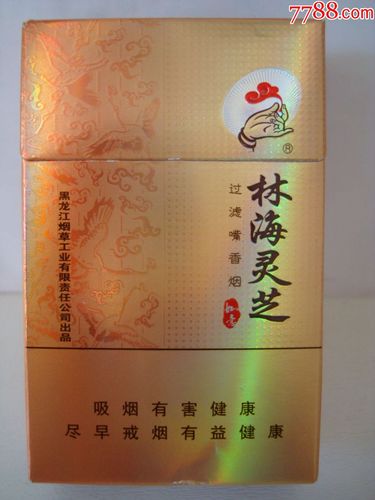 7788.com
®
林海灵芝
过滤嘴香烟
如意
黑龙江烟草工业有限责任公司出品
吸烟有害健康
尽早戒烟有益健康